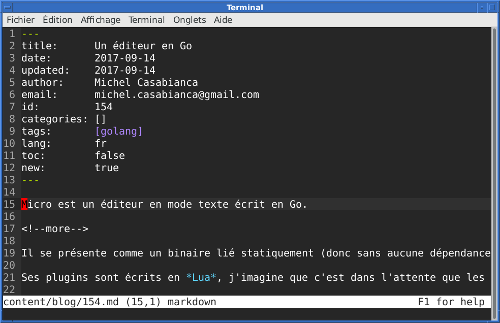 Terminal
Fichier Édition Affichage Terminal Onglets Aide
1 ---
2 title: Un éditeur en Go
3 date: 2017-09-14
4 updated: 2017-09-14
5 author: Michel Casabianca
6 email: michel.casabianca@gmail.com
7 id: 154
8 categories: []
9 tags: [golang]
10 lang: fr
11 toc: false
12 new: true
13 ---
14
15 Micro est un éditeur en mode texte écrit en Go.
16
17 <!--more-->
18
19 Il se présente comme un binaire lié statiquement (donc sans aucune dépendance
20
21 Ses plugins sont écrits en *Lua*, j'imagine que c'est dans l'attente que les
22
content/blog/154.md (15,1) markdown F1 for help